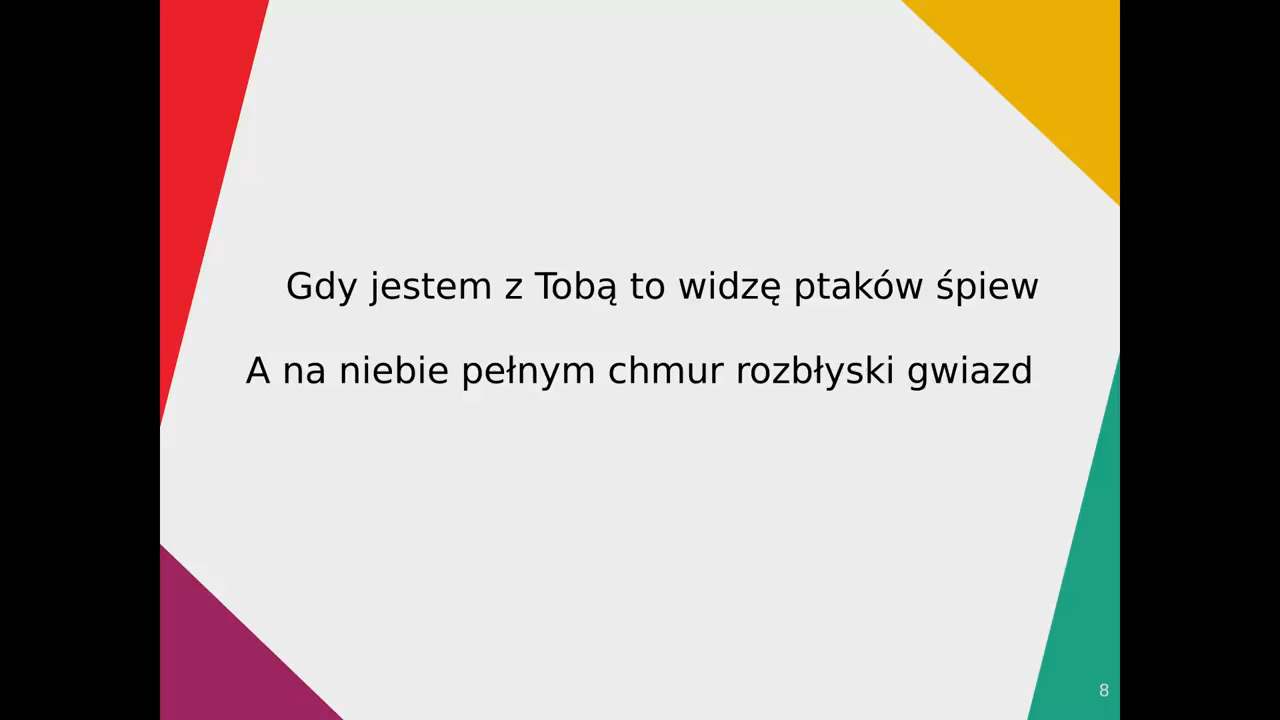 Gdy jestem z Tobą to widzę ptaków śpiew
A na niebie pełnym chmur rozbłyski gwiazd
8